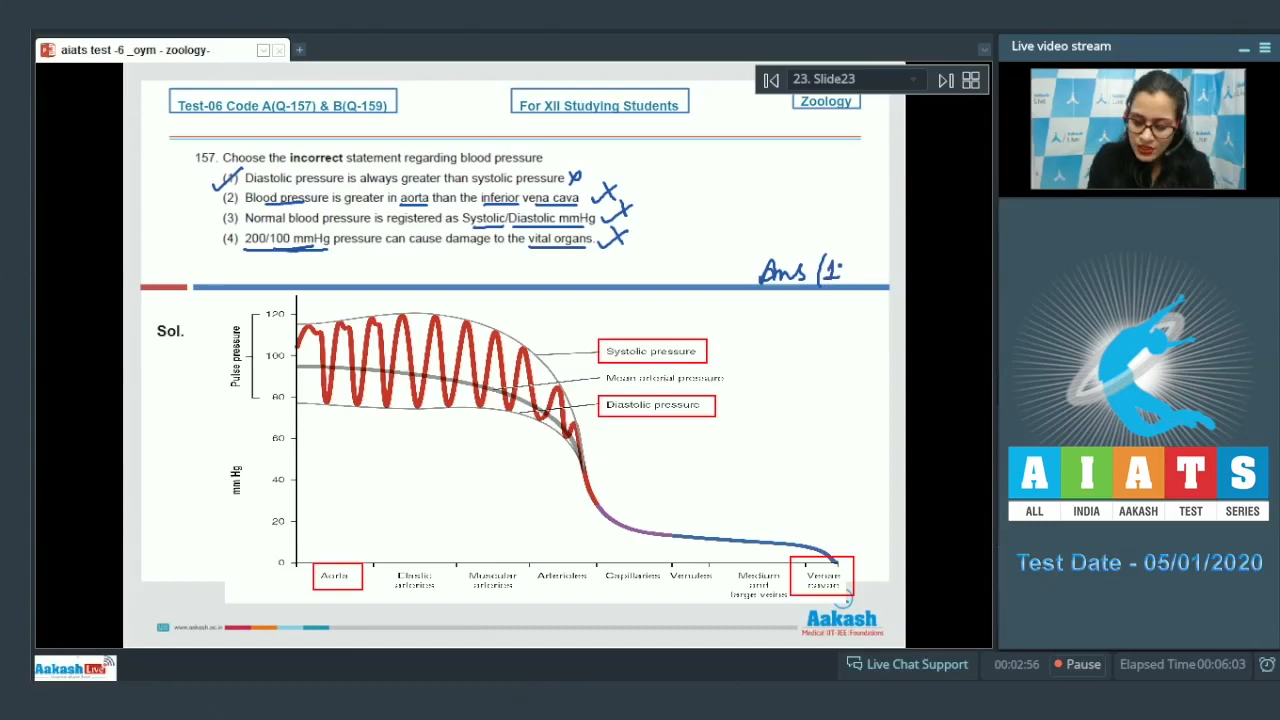 aiats test -6 _oym - zoology-
Live video stream
23. Slide23
Test-06 Code A(Q-157) & B(Q-159)
For XII Studying Students
Zoology
157. Choose the incorrect statement regarding blood pressure
(1) Diastolic pressure is always greater than systolic pressure
(2) Blood pressure is greater in aorta than the inferior vena cava
(3) Normal blood pressure is registered as Systolic/Diastolic mmHg
(4) 200/100 mmHg pressure can cause damage to the vital organs.
Ans (1
Sol.
Pulse pressure
mm Hg
120
100
80
60
40
20
0
Systolic pressure
Mean arterial pressure
Diastolic pressure
Aorta
Elastic arteries
Muscular arteries
Arterioles
Capillaries
Venules
Medium and large veins
Venae cavae
www.aakash.ac.in
Aakash
Medical|IIT-JEE|Foundations
Aakash Live
A I A T S
ALL INDIA AAKASH TEST SERIES
Test Date - 05/01/2020
Live Chat Support
00:02:56
Pause
Elapsed Time 00:06:03